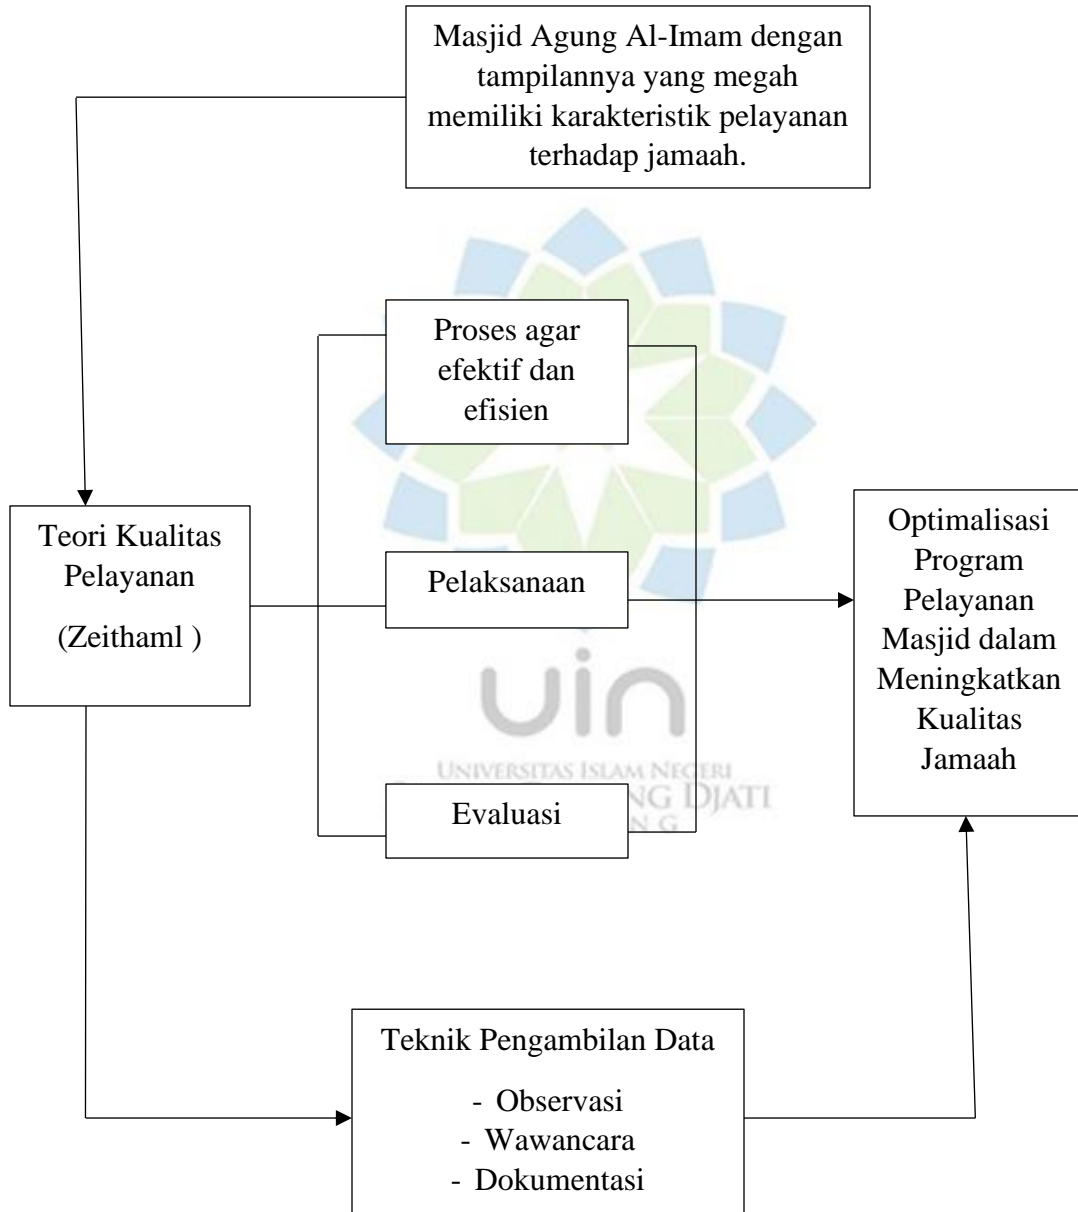 Masjid Agung Al-Imam dengan
tampilannya yang megah
memiliki karakteristik pelayanan
terhadap jamaah.
Proses agar
efektif dan
efisien
Teori Kualitas
Pelayanan
(Zeithaml )
Pelaksanaan
Optimalisasi
Program
Pelayanan
Masjid dalam
Meningkatkan
Kualitas
Jamaah
uin
UNIVERSITAS ISLAM NEGERI
NG DJATI
N G
Evaluasi
Teknik Pengambilan Data
- Observasi
- Wawancara
- Dokumentasi